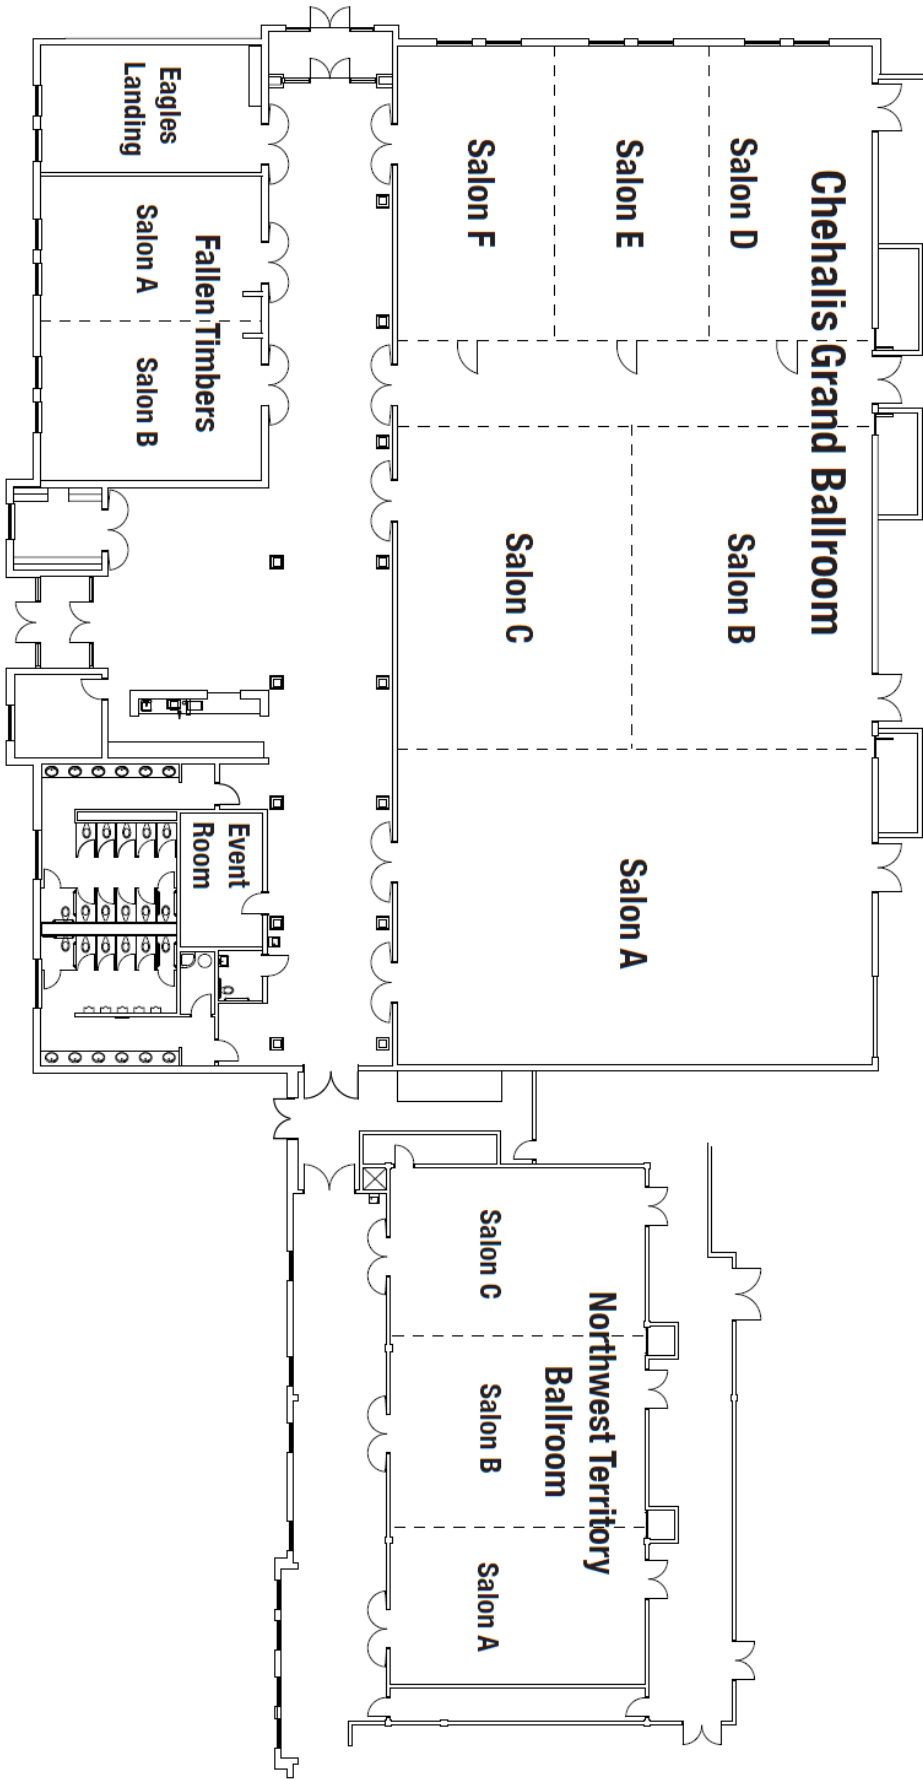 Chehalis Grand Ballroom
Salon D
Salon E
Salon F
Salon B
Salon C
Salon A
Eagles
Landing
Fallen Timbers
Salon A
Salon B
Event
Room
Northwest Territory
Ballroom
Salon C
Salon B
Salon A